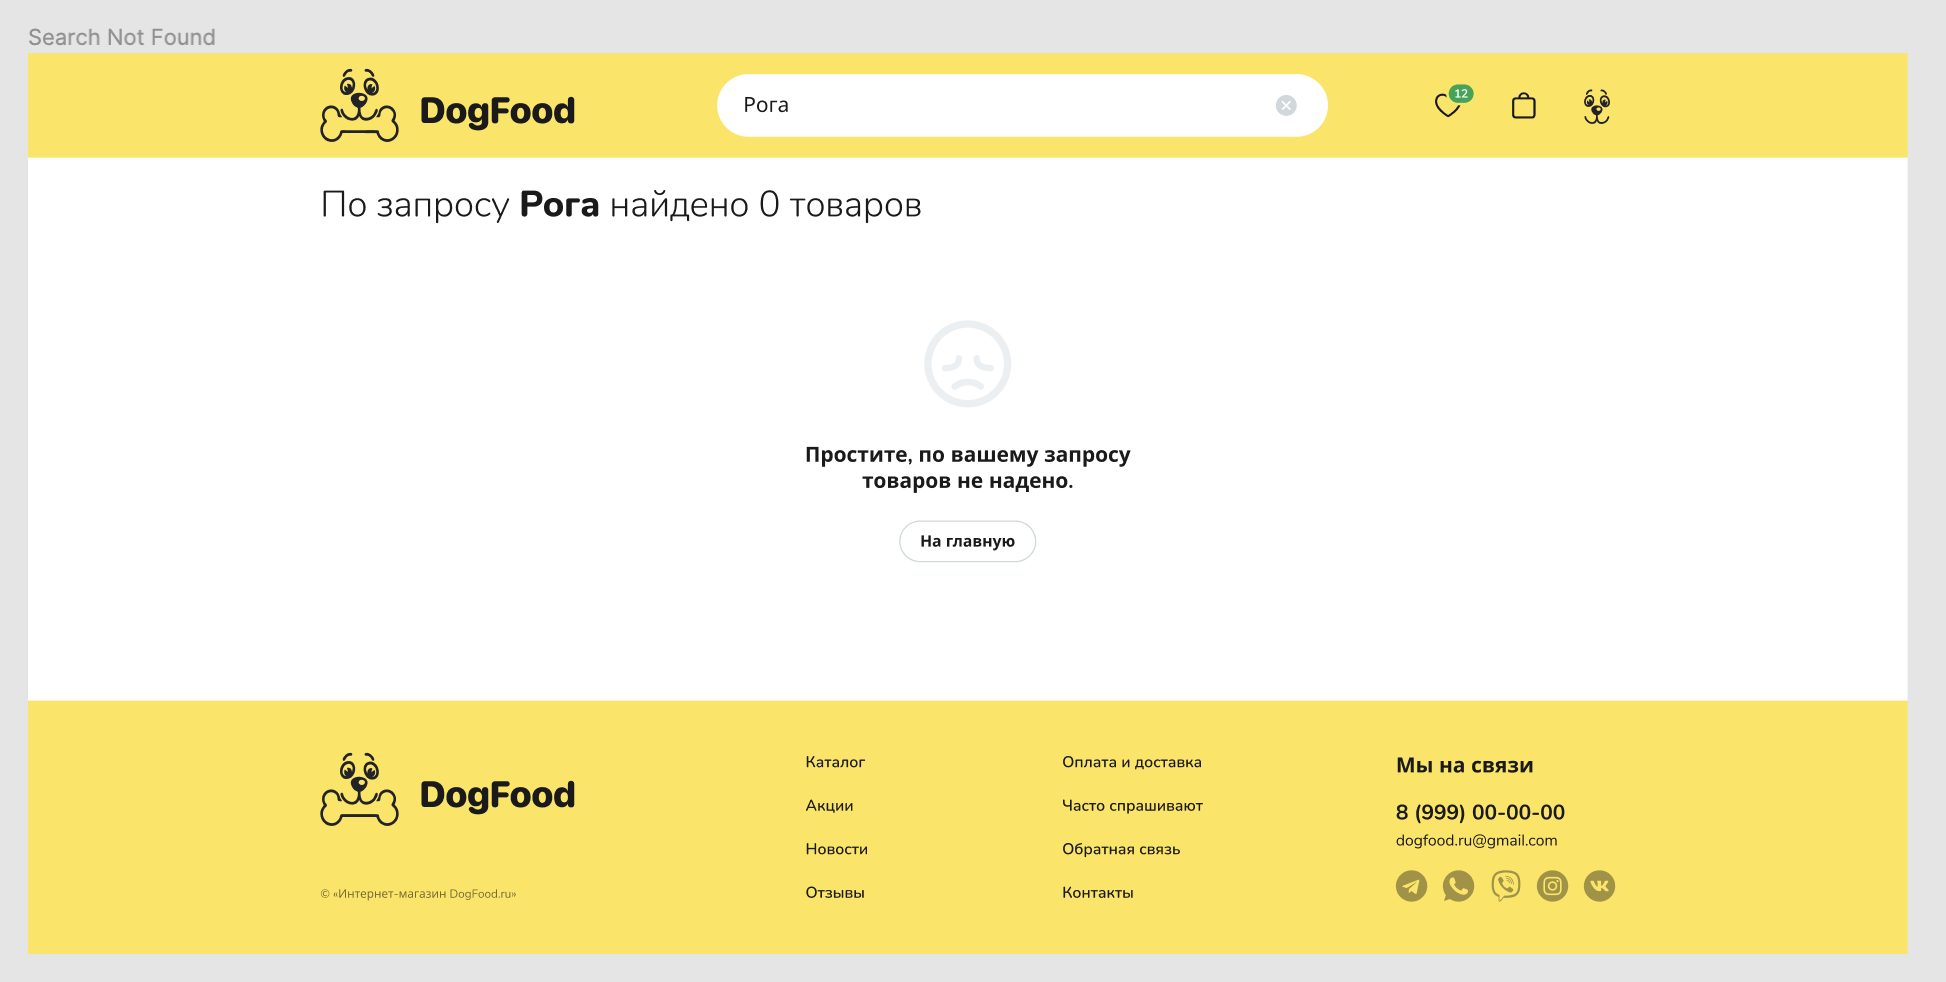 Search Not Found
DogFood
Рога
12
По запросу Рога найдено 0 товаров
Простите, по вашему запросу
товаров не надено.
На главную
DogFood
© «Интернет-магазин DogFood.ru»
Каталог
Акции
Новости
Отзывы
Оплата и доставка
Часто спрашивают
Обратная связь
Контакты
Мы на связи
8 (999) 00-00-00
dogfood.ru@gmail.com